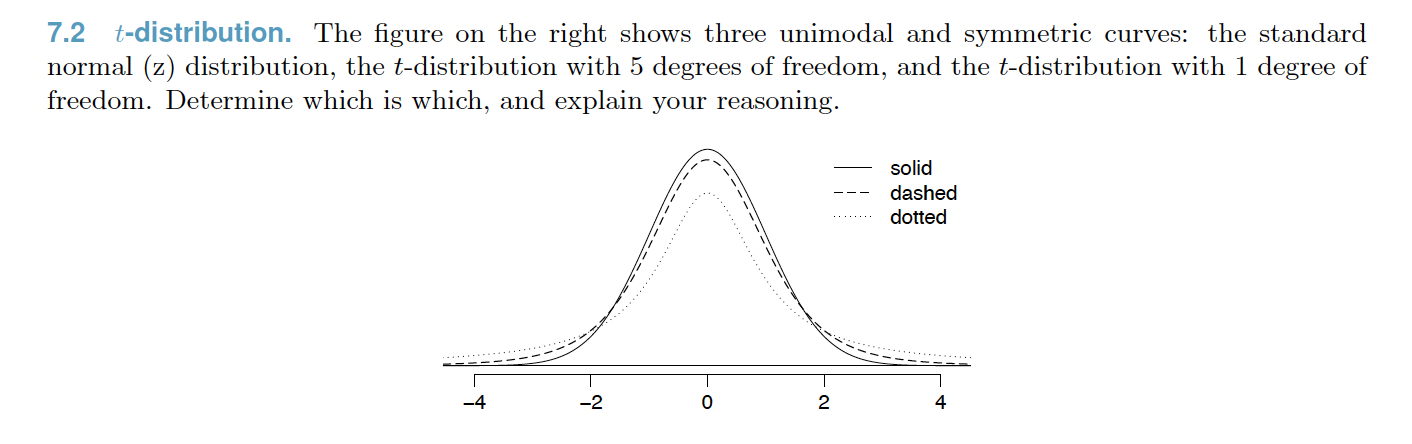 7.2 t-distribution. The figure on the right shows three unimodal and symmetric curves: the standard
normal (z) distribution, the t-distribution with 5 degrees of freedom, and the t-distribution with 1 degree of
freedom. Determine which is which, and explain your reasoning.
solid
dashed
dotted
−4 −2 0 2 4